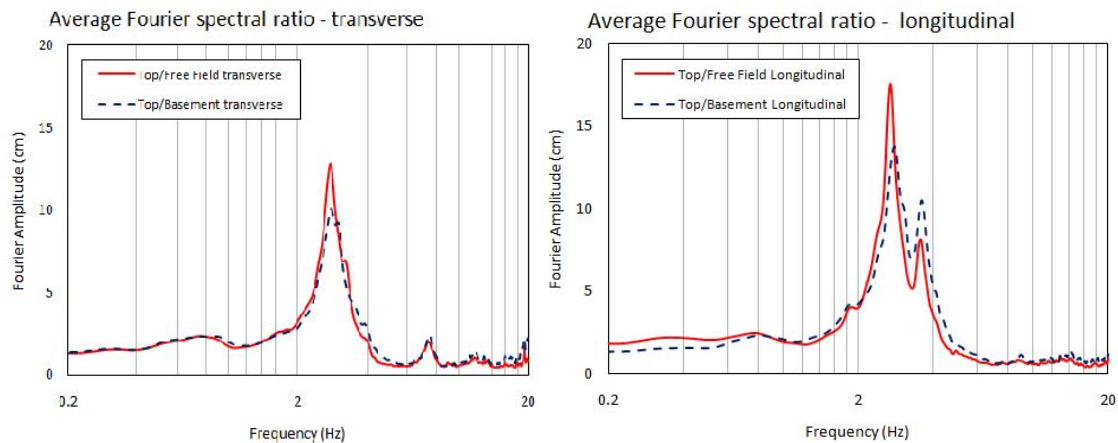 Average Fourier spectral ratio - transverse
20
Top/Free Field transverse
Top/Basement transverse
15
10
5
0
Fourier Amplitude (cm)
0.2
2
20
Frequency (Hz)
Average Fourier spectral ratio - longitudinal
20
Top/Free Field Longitudinal
Top/Basement Longitudinal
15
10
5
0
Fourier Amplitude (cm)
0.2
2
20
Frequency (Hz)